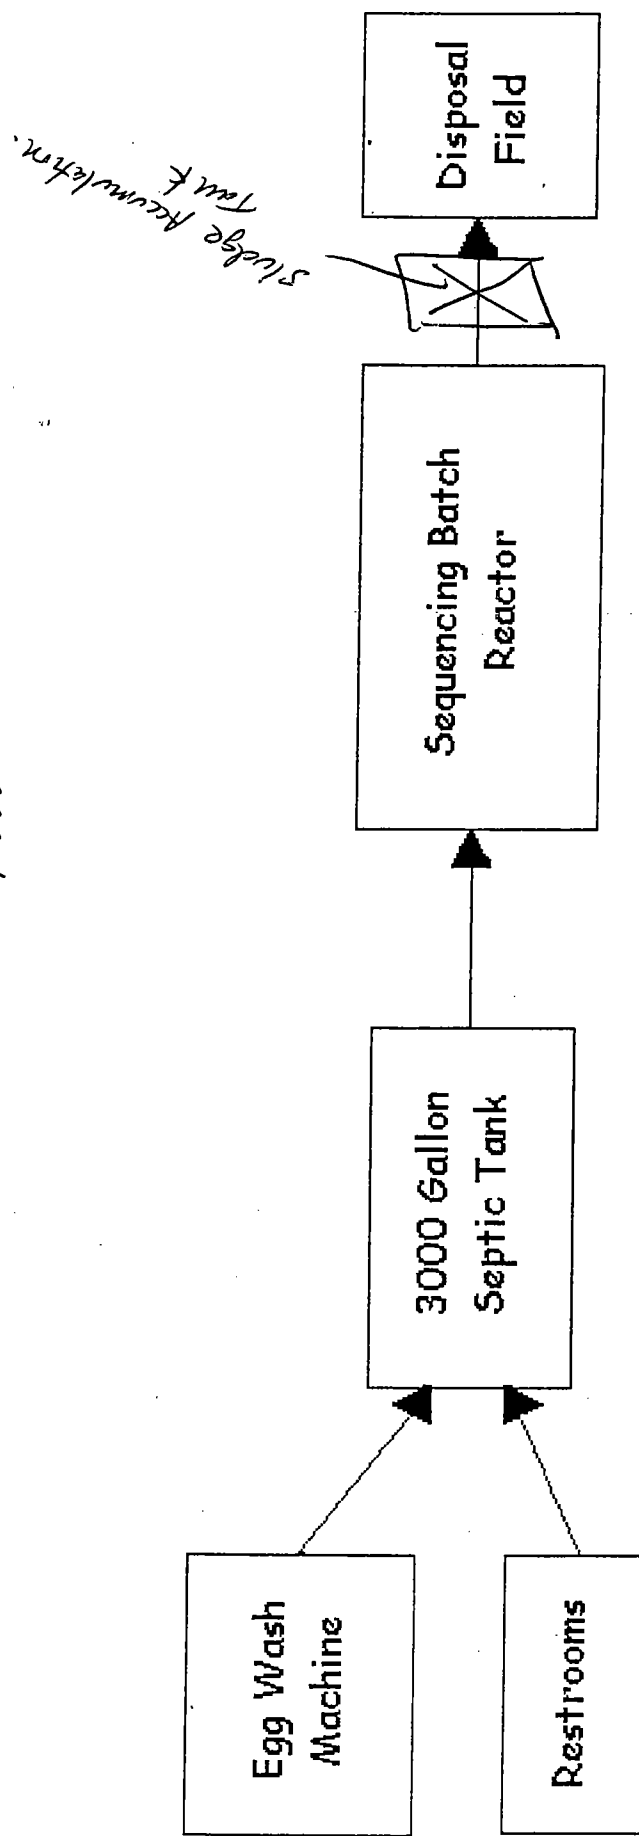 Egg Wash
Machine
Restrooms
3000 Gallon
Septic Tank
Sequencing Batch
Reactor
Sludge Accumulation
Tank
Disposal
Field